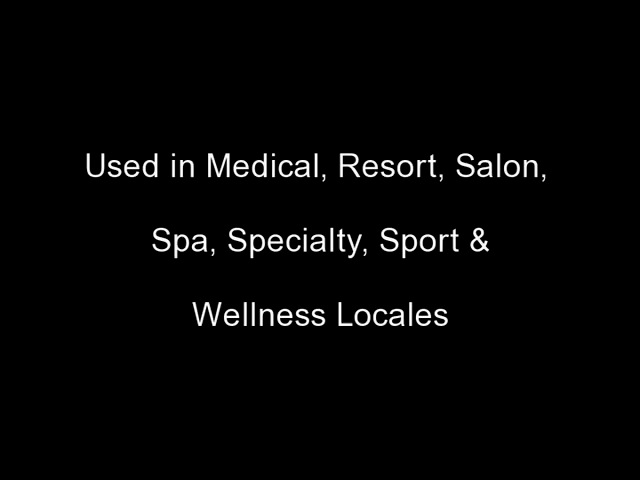 Used in Medical, Resort, Salon,
Spa, Specialty, Sport &
Wellness Locales